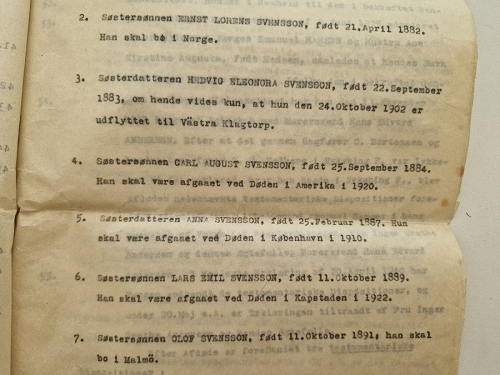 2. Søstersønnen ERNST LORENS SVENSSON, født 21.April 1882.
Han skal bo i Norge.
3. Søsterdatteren HEDVIG ELEONORA SVENSSON, født 22.September
1883, om hende vides kun, at hun den 24.Oktober 1902 er
udflyttet til Västra Klagtorp.
4. Søstersønnen CARL AUGUST SVENSSON, født 25.September 1884.
Han skal være afgaaet ved Døden i Amerika i 1920.
5. Søsterdatteren ANNA SVENSSON, født 25.Februar 1887. Hun
skal være afgaaet ved Døden i København i 1910.
6. Søstersønnen LARS EMIL SVENSSON, født 11.Oktober 1889.
Han skal være afgaaet ved Døden i Kapstaden i 1922.
7. Søstersønnen OLOF SVENSSON, født 11.Oktober 1891; han skal
bo i Malmö.